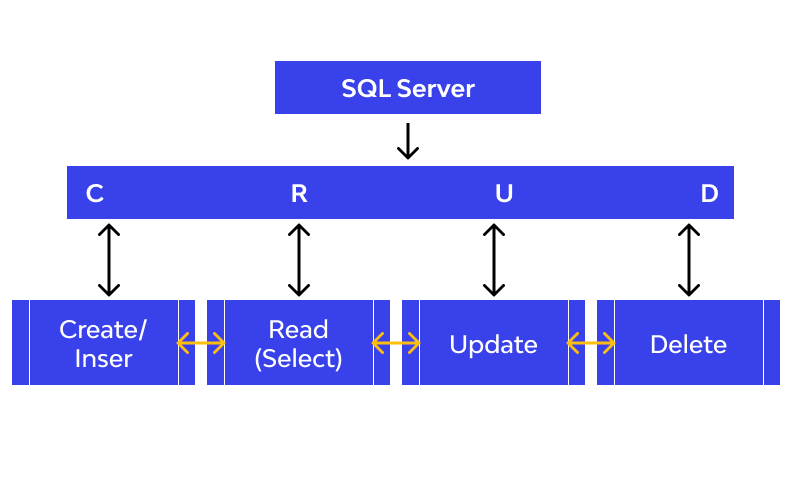 SQL Server
C R U D
Create/
Inser
Read
(Select)
Update
Delete